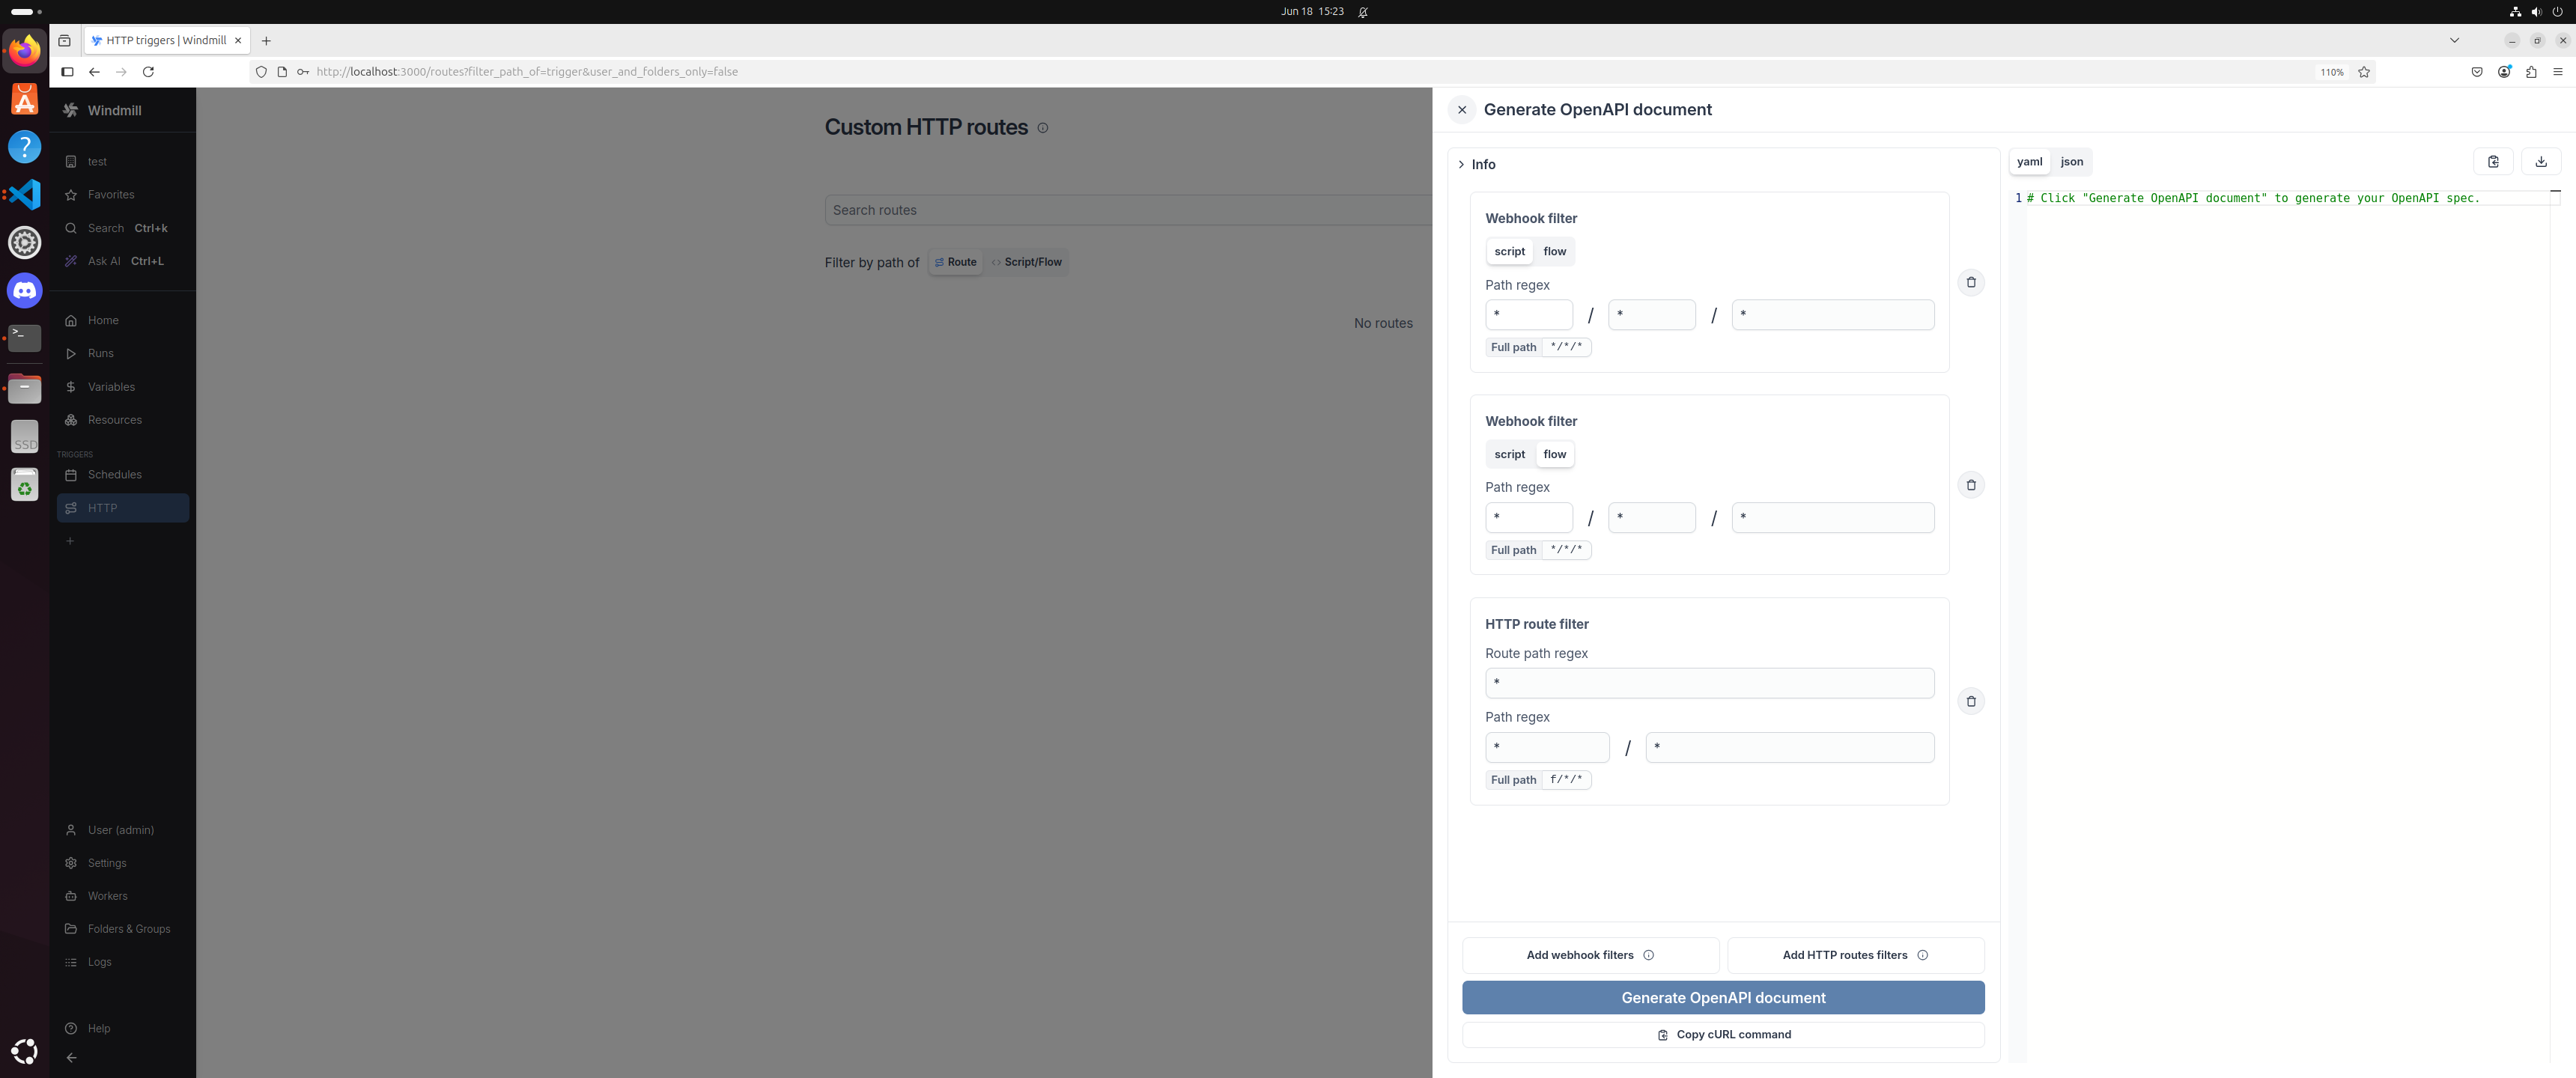 Jun 18 15:23
HTTP triggers | Windmill
http://localhost:3000/routes?filter_path_of=trigger&user_and_folders_only=false
110%
Windmill
test
Favorites
Search Ctrl+k
Ask AI Ctrl+L
Home
Runs
Variables
Resources
TRIGGERS
Schedules
HTTP
User (admin)
Settings
Workers
Folders & Groups
Logs
Help
SSD
Custom HTTP routes
Search routes
Filter by path of Route Script/Flow
No routes
Generate OpenAPI document
Info
Webhook filter
script flow
Path regex
* / * / *
Full path */*/*
Webhook filter
script flow
Path regex
* / * / *
Full path */*/*
HTTP route filter
Route path regex
*
Path regex
* / *
Full path f/*/*
Add webhook filters Add HTTP routes filters
Generate OpenAPI document
Copy cURL command
yaml json
1 # Click "Generate OpenAPI document" to generate your OpenAPI spec.